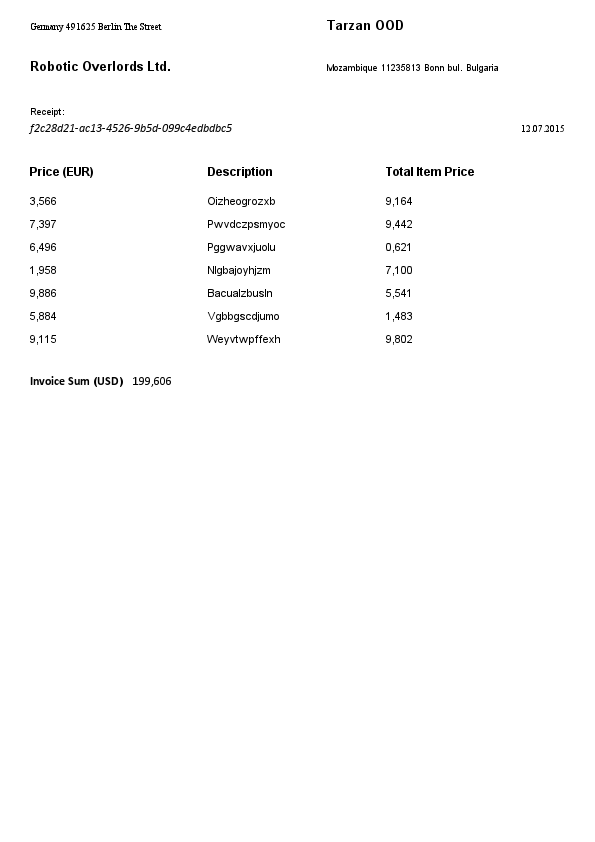 Germany 491625 Berlin The Street
Tarzan OOD
Robotic Overlords Ltd.
Mozambique 11235813 Bonn bul. Bulgaria
Receipt:
f2c28d21-ac13-4526-9b5d-099c4edbdbc5
12.07.2015
Price (EUR) Description Total Item Price
3,566 Oizheogrozxb 9,164
7,397 Pwvdczpsmyoc 9,442
6,496 Pggwavxjuolu 0,621
1,958 Nlgbajoyhjzm 7,100
9,886 Bacualzbusln 5,541
5,884 Vgbbgscdjumo 1,483
9,115 Weyvtwpffexh 9,802
Invoice Sum (USD) 199,606